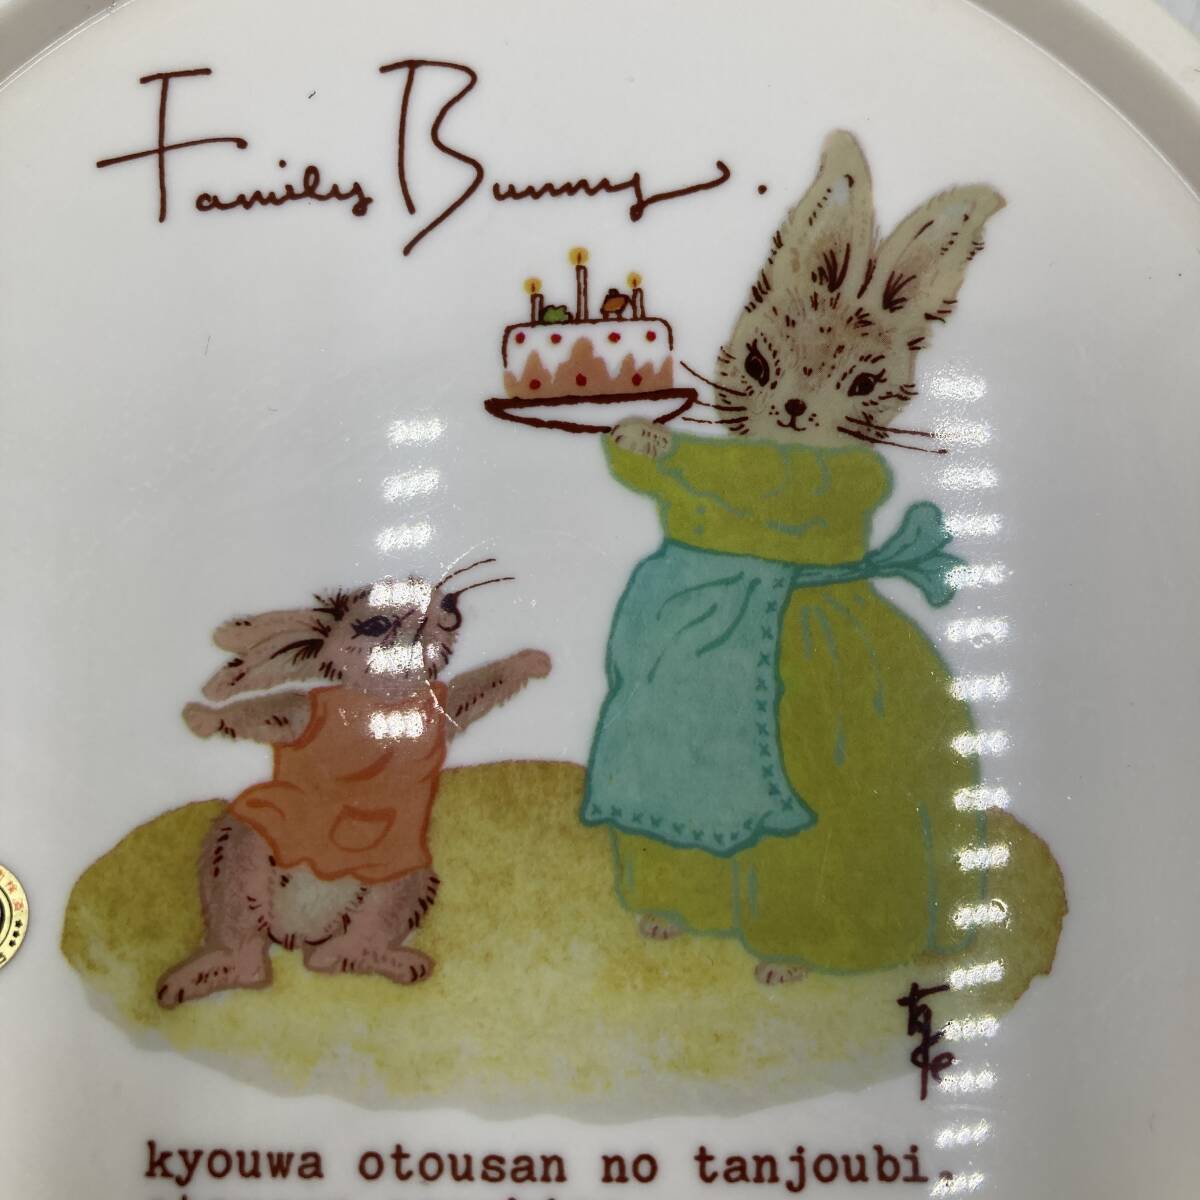 Family Bunny.
kyouwa otousan no tanjoubi.